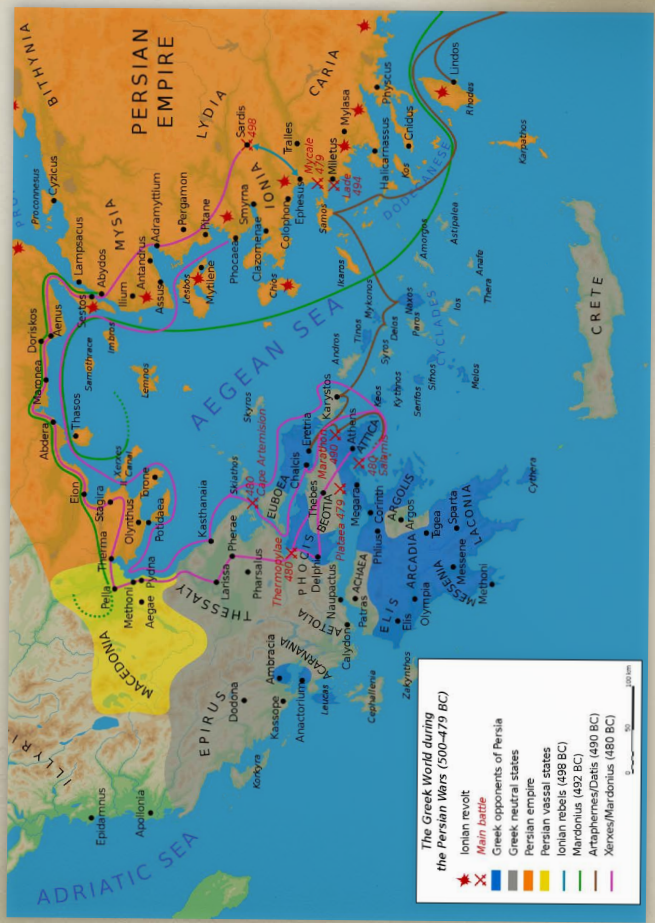 ADRIATIC SEA
ILLYRI
Epidamnus
Apollonia
MACEDONIA
EPIRUS
Korkyra
Dodona
Kassope
Ambracia
Anactorium
Leucas
ACARNANIA
Cephallenia
Zakynthos
Pella
Therma
Methoni
Pydna
Aegae
THESSALY
Larissa
Pherae
Pharsalus
Kasthanaia
Thermopylae
480
PHOCIS
Delphi
AETOLIA
Naupactus
Calydon
Patras
ACHAEA
ELIS
Elis
Olympia
ARCADIA
Tegea
MESSENIA
Messene
Methoni
Sparta
LACONIA
Cythera
Philus
Corinth
ARGOLIS
Argos
Megara
Plataea 479
BEOTIA
Thebes
EUBOEA
Chalcis
Eretria
Marathon
490
Athens
ATTICA
480
Salamis
Karystos
480
Cape Artemision
Skiathos
Skyros
Eion
Stagira
Olynthus
Potidaea
Torone
Xerxes
Canal
Abdera
Thasos
Maronea
Doriskos
Aenus
Samothrace
Imbros
Lemnos
AEGEAN SEA
Sestos
Abydos
Lampsacus
Proconnesus
Cyzicus
BITHYNIA
PERSIAN
EMPIRE
MYSIA
Ilium
Antandrus
Adramyttium
Assus
Lesbos
Mytilene
Pergamon
Pitane
Phocaea
Smyrna
Clazomenae
Chios
LYDIA
Sardis
498
IONIA
Colophon
Ephesus
Tralles
Mycale
479
Miletus
Lade
494
Samos
Ikaros
CARIA
Mylasa
Halicarnassus
Physcus
Cnidus
Kos
DODECANESE
Lindos
Rhodes
Karpathos
Andros
Tinos
Mykonos
Syros
Delos
Naxos
Paros
Keos
Kythnos
Serifos
Sifnos
CYCLADES
Melos
Ios
Thera
Anafe
Amorgos
Astipalea
CRETE
The Greek World during
the Persian Wars (500–479 BC)
Ionian revolt
Main battle
Greek opponents of Persia
Greek neutral states
Persian empire
Persian vassal states
Ionian rebels (498 BC)
Mardonius (492 BC)
Artaphernes/Datis (490 BC)
Xerxes/Mardonius (480 BC)
0 50 100 km